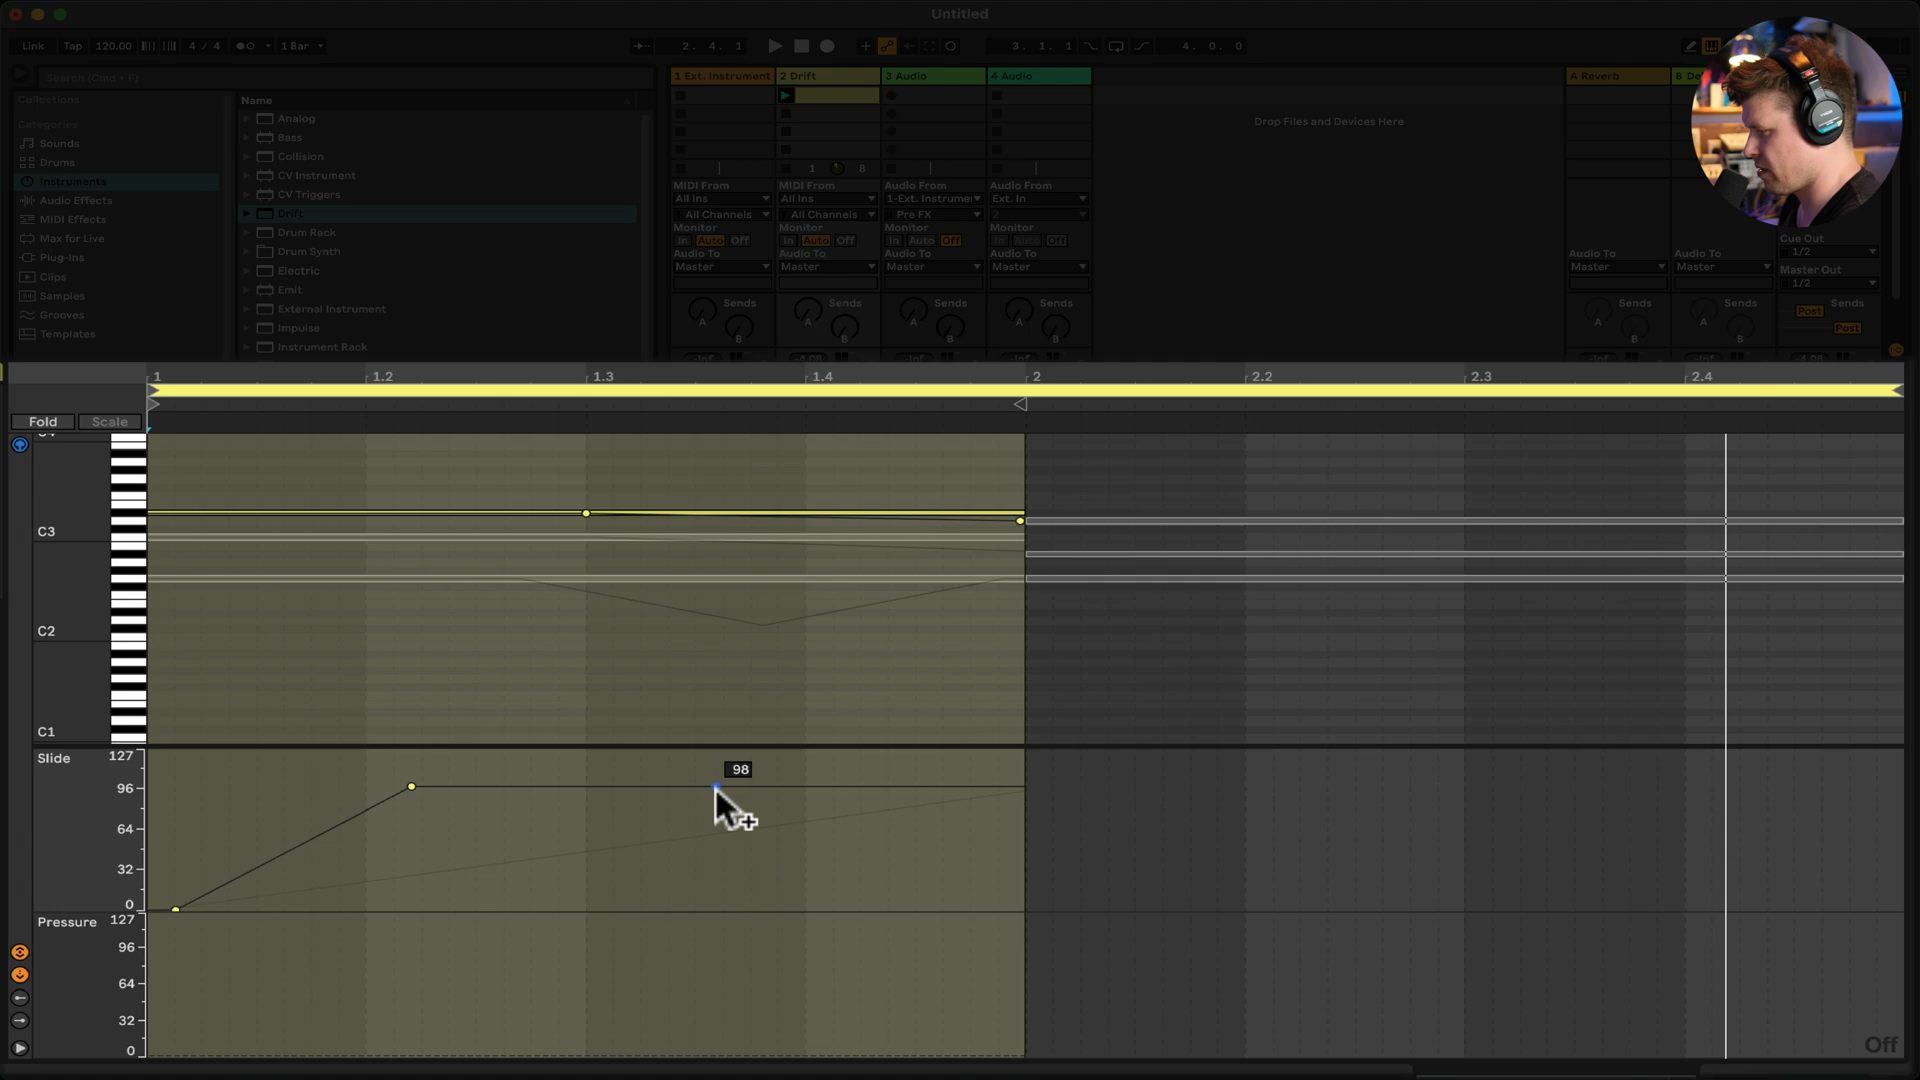 Untitled
Link Tap 120.00 4 / 4 1 Bar 2. 4. 1 3. 1. 1 4. 0. 0
Search (Cmd + F)
Collections
Categories
Sounds
Drums
Instruments
Audio Effects
MIDI Effects
Max for Live
Plug-Ins
Clips
Samples
Grooves
Templates
Name
Analog
Bass
Collision
CV Instrument
CV Triggers
Drift
Drum Rack
Drum Synth
Electric
Emit
External Instrument
Impulse
Instrument Rack
1 Ext. Instrument 2 Drift 3 Audio 4 Audio
Drop Files and Devices Here
A Reverb
1 8
MIDI From MIDI From Audio From Audio From
All Ins All Ins 1-Ext. Instrumen Ext. In
All Channels All Channels Pre FX 2
Monitor Monitor Monitor Monitor
In Auto Off In Auto Off In Auto Off In Auto Off
Audio To Audio To Audio To Audio To
Master Master Master Master
Sends Sends Sends Sends
A A A A
B B B B
Cue Out
1/2
Audio To Audio To Master Out
Master Master 1/2
Sends Sends Sends
A A Post
B B Post
1 1.2 1.3 1.4 2 2.2 2.3 2.4
Fold Scale
C4
C3
C2
C1
Slide 127
96
64
32
0
98
Pressure 127
96
64
32
0
Off